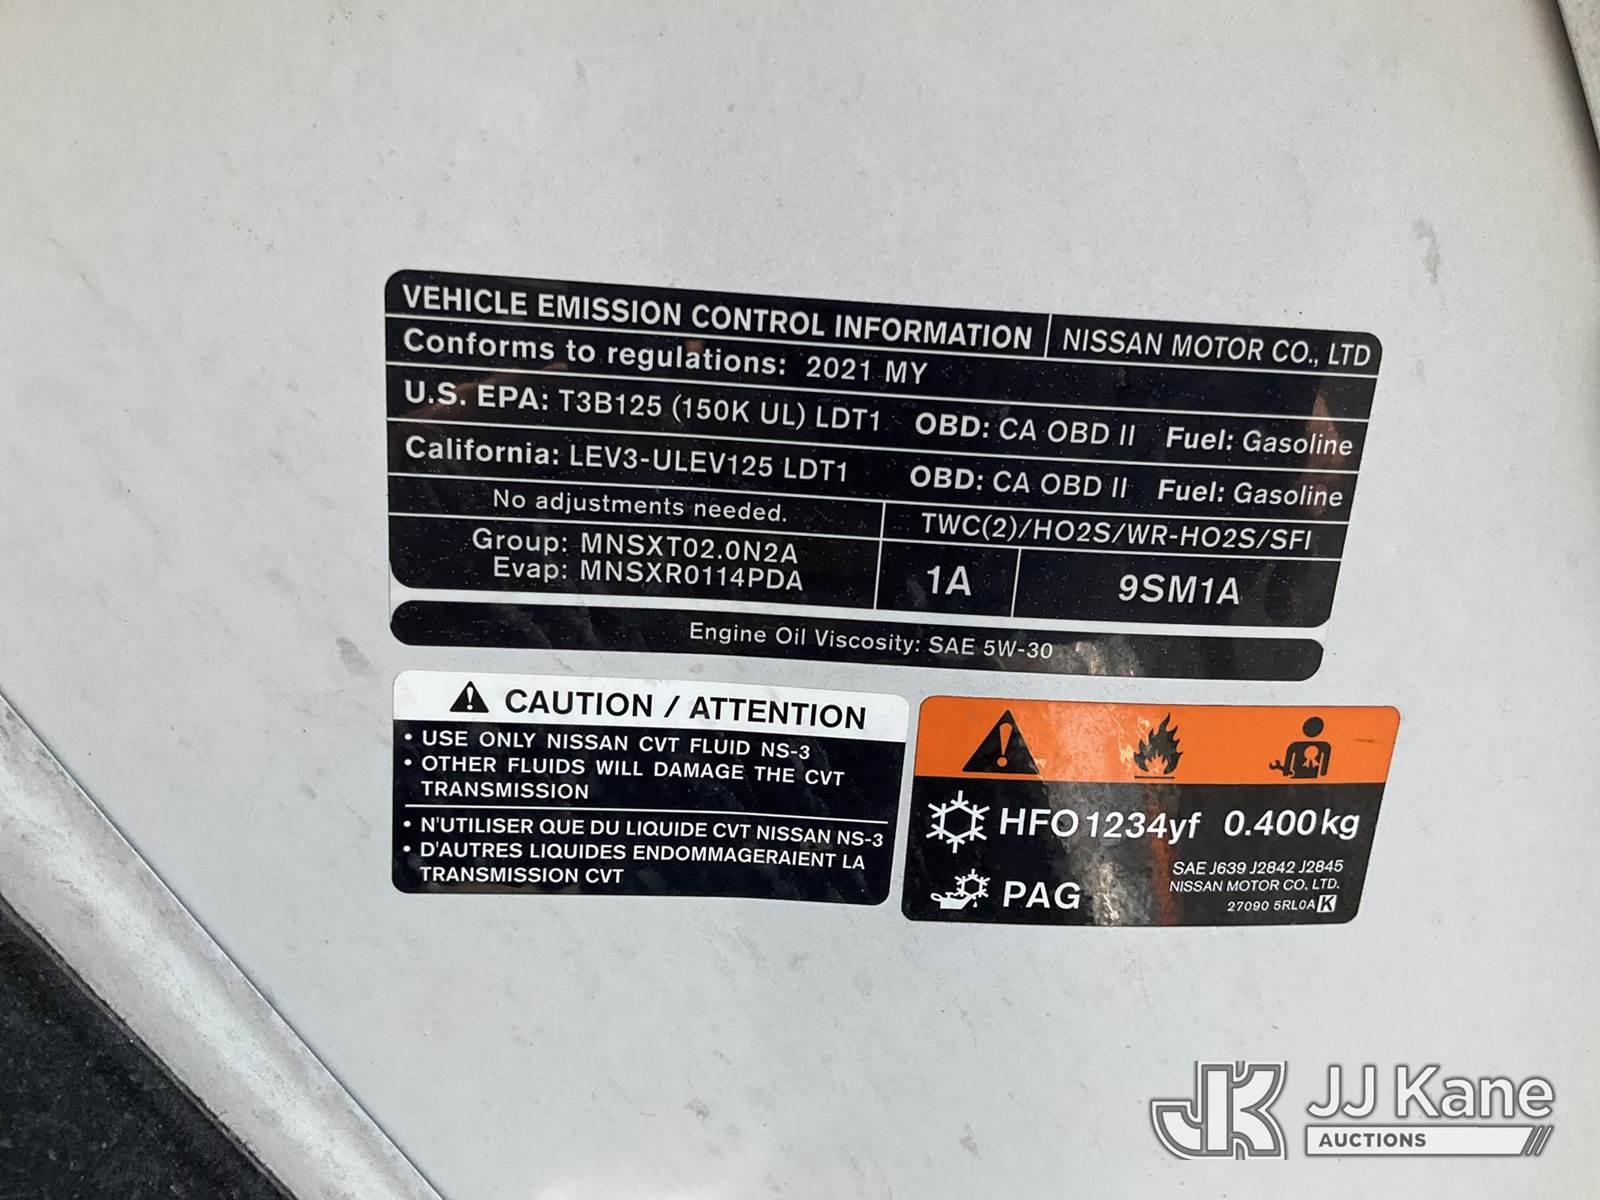 VEHICLE EMISSION CONTROL INFORMATION NISSAN MOTOR CO., LTD
Conforms to regulations: 2021 MY
U.S. EPA: T3B125 (150K UL) LDT1 OBD: CA OBD II Fuel: Gasoline
California: LEV3-ULEV125 LDT1 OBD: CA OBD II Fuel: Gasoline
No adjustments needed. TWC(2)/HO2S/WR-HO2S/SFI
Group: MNSXT02.0N2A
Evap: MNSXR0114PDA
1A 9SM1A
Engine Oil Viscosity: SAE 5W-30
CAUTION / ATTENTION
• USE ONLY NISSAN CVT FLUID NS-3
• OTHER FLUIDS WILL DAMAGE THE CVT
TRANSMISSION
• N'UTILISER QUE DU LIQUIDE CVT NISSAN NS-3
• D'AUTRES LIQUIDES ENDOMMAGERAIENT LA
TRANSMISSION CVT
HFO1234yf 0.400kg
PAG
SAE J639 J2842 J2845
NISSAN MOTOR CO. LTD.
27090 5RL0A K
JK JJ Kane
AUCTIONS